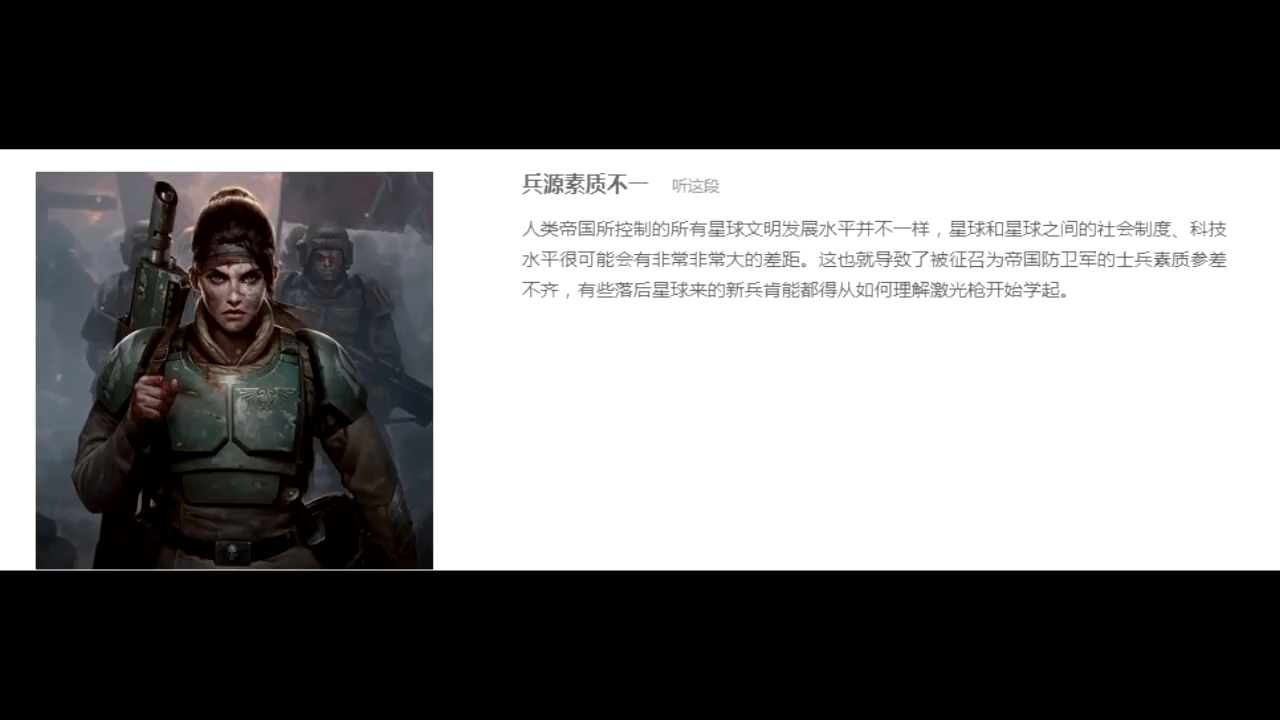 兵源素质不一 听这段
人类帝国所控制的所有星球文明发展水平并不一样，星球和星球之间的社会制度、科技
水平很可能会有非常非常大的差距。这也就导致了被征召为帝国防卫军的士兵素质参差
不齐，有些落后星球来的新兵肯能都得从如何理解激光枪开始学起。